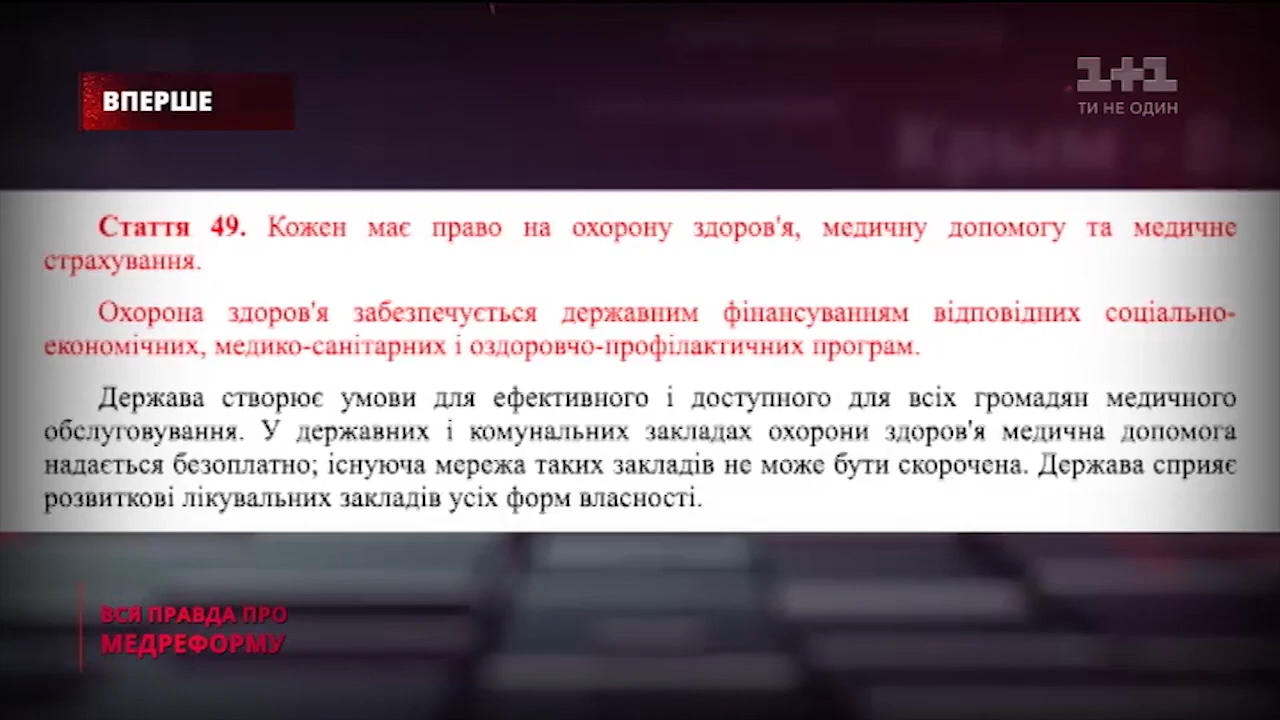 ВПЕРШЕ
1+1
ТИ НЕ ОДИН
Крым - В
Стаття 49. Кожен має право на охорону здоров'я, медичну допомогу та медичне
страхування.
Охорона здоров'я забезпечується державним фінансуванням відповідних соціально-
економічних, медико-санітарних і оздоровчо-профілактичних програм.
Держава створює умови для ефективного і доступного для всіх громадян медичного
обслуговування. У державних і комунальних закладах охорони здоров'я медична допомога
надається безоплатно; існуюча мережа таких закладів не може бути скорочена. Держава сприяє
розвиткові лікувальних закладів усіх форм власності.
ВСЯ ПРАВДА ПРО
МЕДРЕФОРМУ